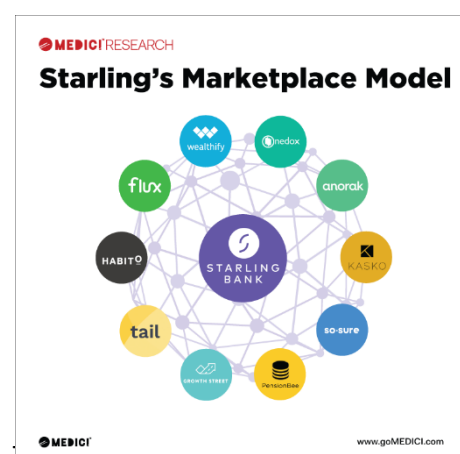 MEDICI RESEARCH
Starling's Marketplace Model
wealthify
nedox
flux
anorak
HABITO
STARLING
BANK
KASKO
tail
so-sure
GROWTH STREET
PensionBee
MEDICI
www.goMEDICI.com